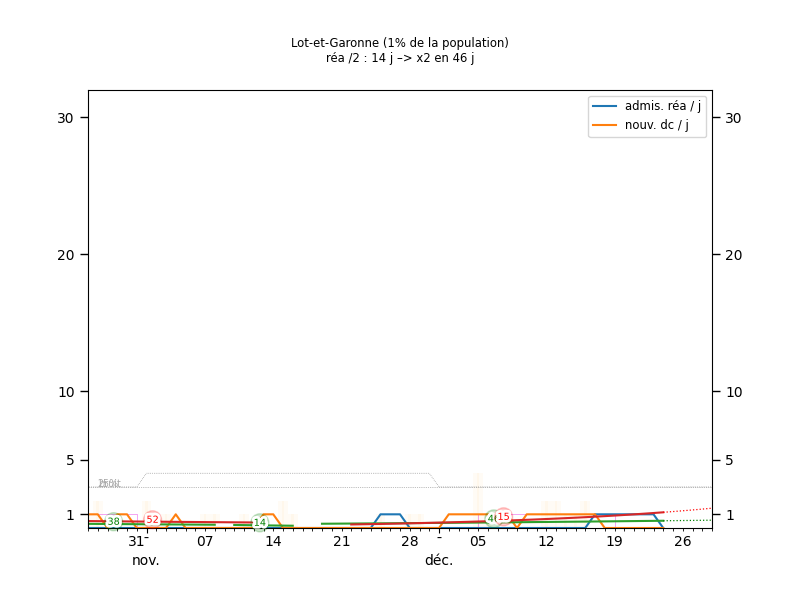 Lot-et-Garonne (1% de la population)
réa /2 : 14 j –> x2 en 46 j
admis. réa / j
nouv. dc / j
30 30
20 20
10 10
5 5
1 1
38 52 14 15
31 07 14 21 28 05 12 19 26
nov. déc.